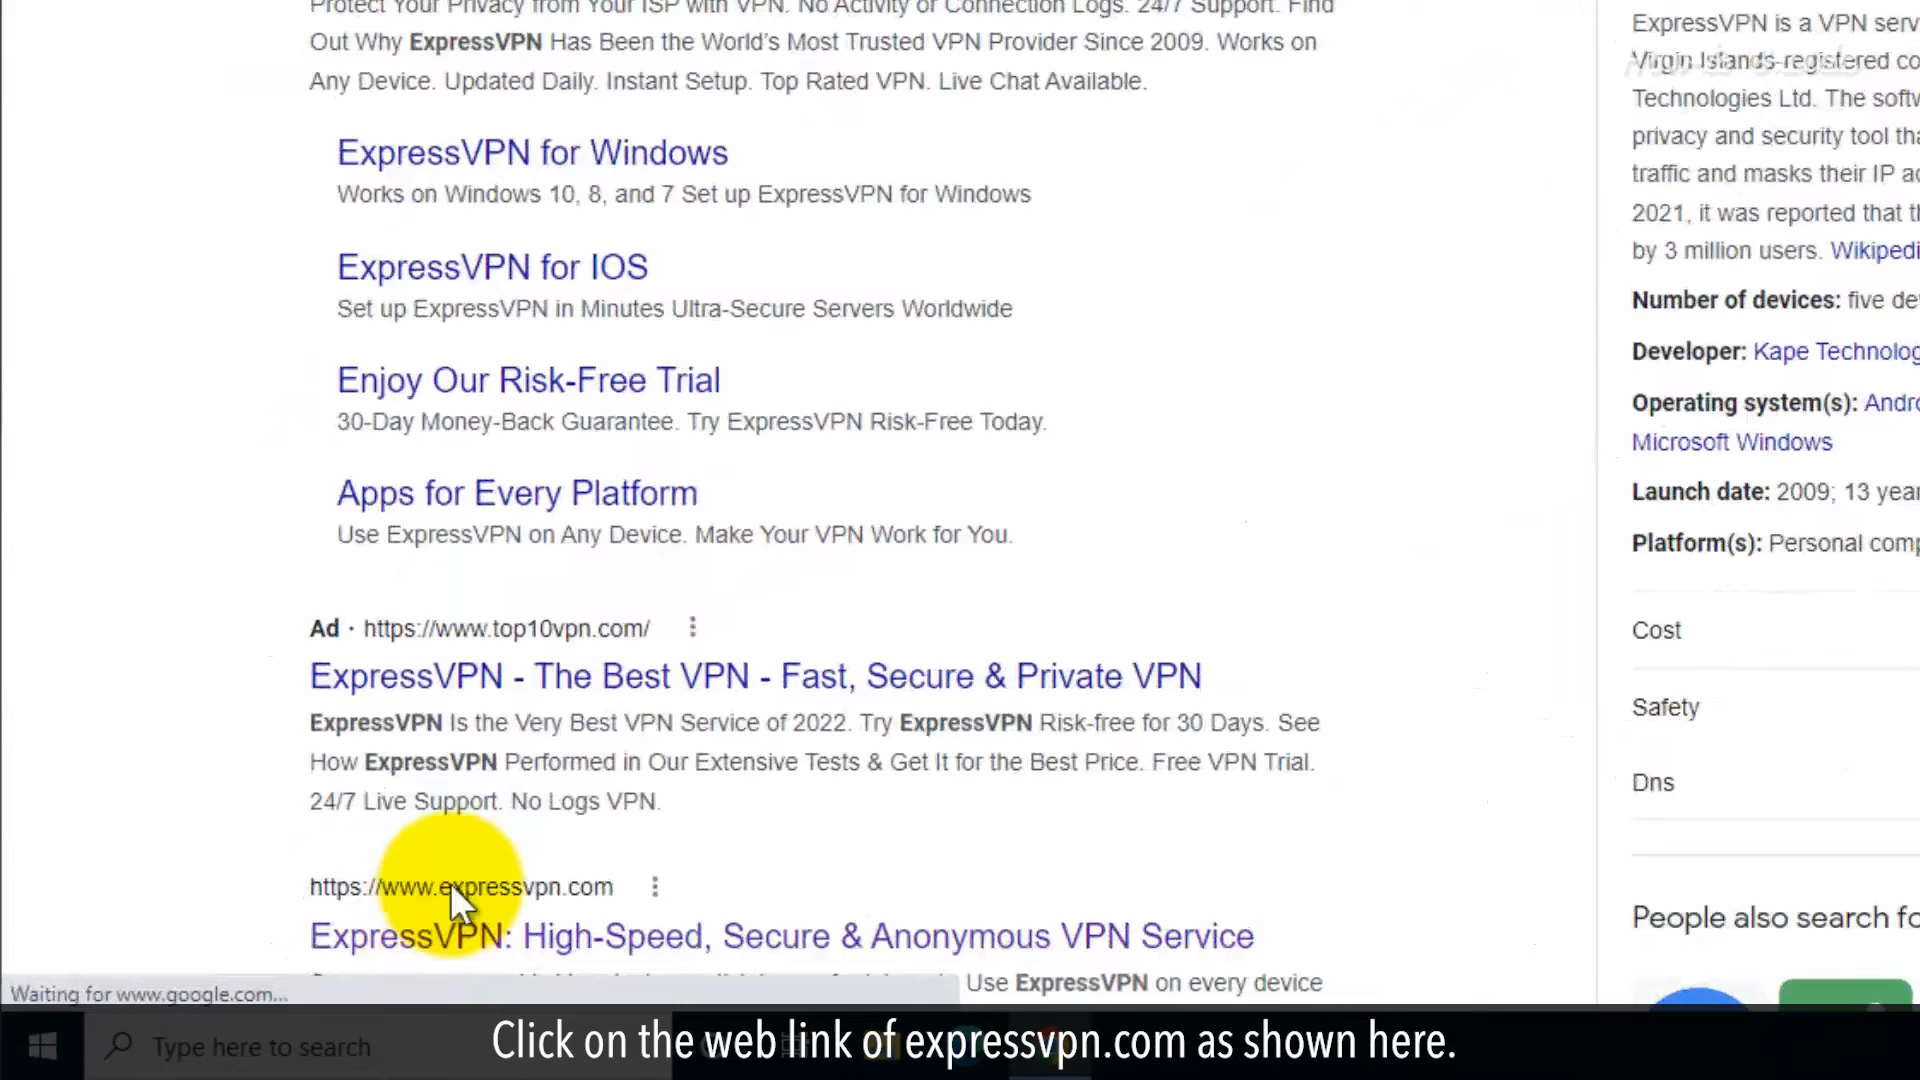 Protect Your Privacy from Your ISP with VPN. No Activity or Connection Logs. 24/7 Support. Find
Out Why ExpressVPN Has Been the World's Most Trusted VPN Provider Since 2009. Works on
Any Device. Updated Daily. Instant Setup. Top Rated VPN. Live Chat Available.
ExpressVPN for Windows
Works on Windows 10, 8, and 7 Set up ExpressVPN for Windows
ExpressVPN for IOS
Set up ExpressVPN in Minutes Ultra-Secure Servers Worldwide
Enjoy Our Risk-Free Trial
30-Day Money-Back Guarantee. Try ExpressVPN Risk-Free Today.
Apps for Every Platform
Use ExpressVPN on Any Device. Make Your VPN Work for You.
Ad · https://www.top10vpn.com/
ExpressVPN - The Best VPN - Fast, Secure & Private VPN
ExpressVPN Is the Very Best VPN Service of 2022. Try ExpressVPN Risk-free for 30 Days. See
How ExpressVPN Performed in Our Extensive Tests & Get It for the Best Price. Free VPN Trial.
24/7 Live Support. No Logs VPN.
https://www.expressvpn.com
ExpressVPN: High-Speed, Secure & Anonymous VPN Service
Use ExpressVPN on every device
Waiting for www.google.com...
Type here to search
Click on the web link of expressvpn.com as shown here.
ExpressVPN is a VPN serv
Virgin Islands-registered co
Technologies Ltd. The softw
privacy and security tool tha
traffic and masks their IP ad
2021, it was reported that th
by 3 million users. Wikipedi
Number of devices: five dev
Developer: Kape Technolog
Operating system(s): Andro
Microsoft Windows
Launch date: 2009; 13 year
Platform(s): Personal comp
Cost
Safety
Dns
People also search fo